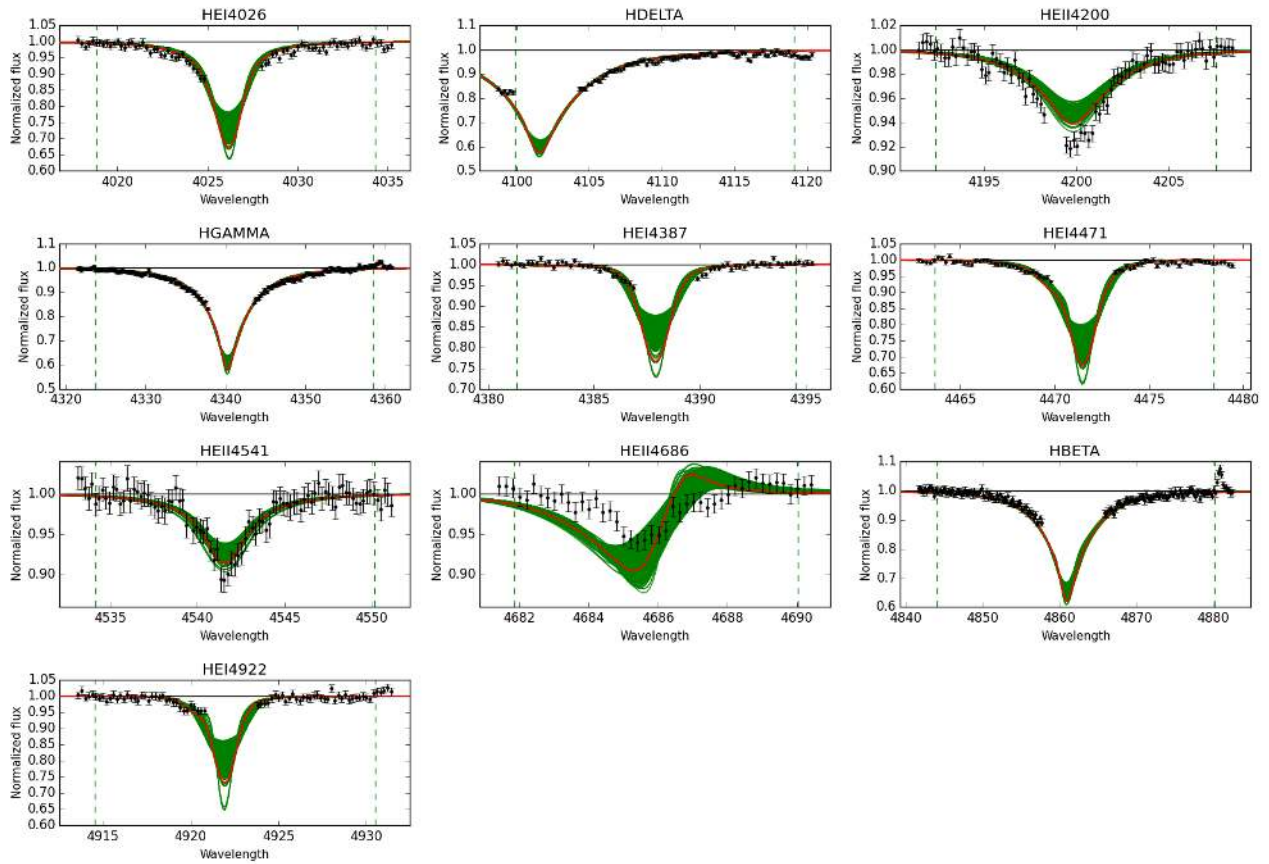 HEI4026
HDELTA
HEII4200
Normalized flux
1.05
1.00
0.95
0.90
0.85
0.80
0.75
0.70
0.65
0.60
4020 4025 4030 4035
Wavelength
Normalized flux
1.1
1.0
0.9
0.8
0.7
0.6
0.5
4100 4105 4110 4115 4120
Wavelength
Normalized flux
1.02
1.00
0.98
0.96
0.94
0.92
0.90
4195 4200 4205
Wavelength
HGAMMA
HEI4387
HEI4471
Normalized flux
1.1
1.0
0.9
0.8
0.7
0.6
0.5
4320 4330 4340 4350 4360
Wavelength
Normalized flux
1.05
1.00
0.95
0.90
0.85
0.80
0.75
0.70
4380 4385 4390 4395
Wavelength
Normalized flux
1.05
1.00
0.95
0.90
0.85
0.80
0.75
0.70
0.65
0.60
4465 4470 4475 4480
Wavelength
HEII4541
HEII4686
HBETA
Normalized flux
1.00
0.95
0.90
4535 4540 4545 4550
Wavelength
Normalized flux
1.00
0.95
0.90
4682 4684 4686 4688 4690
Wavelength
Normalized flux
1.1
1.0
0.9
0.8
0.7
0.6
4840 4850 4860 4870 4880
Wavelength
HEI4922
Normalized flux
1.05
1.00
0.95
0.90
0.85
0.80
0.75
0.70
0.65
0.60
4915 4920 4925 4930
Wavelength